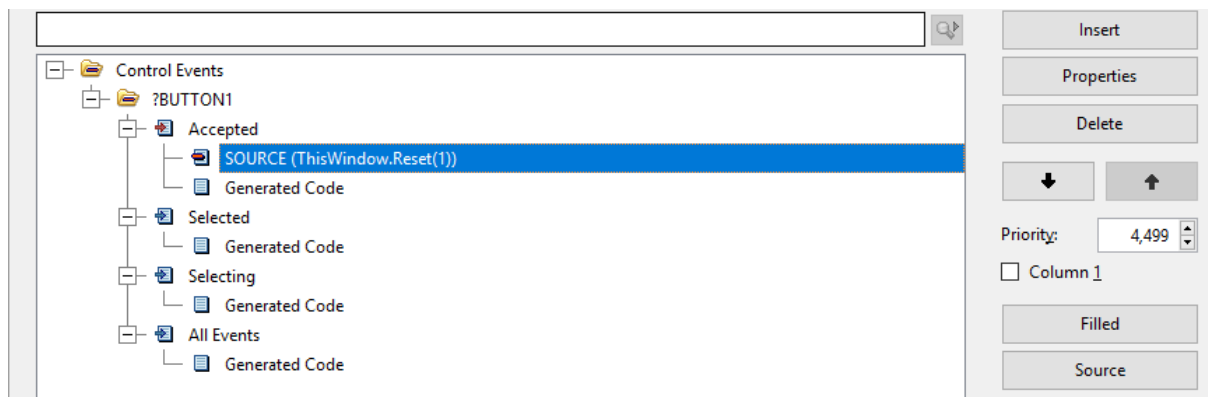 Control Events
?BUTTON1
Accepted
SOURCE (ThisWindow.Reset(1))
Generated Code
Selected
Generated Code
Selecting
Generated Code
All Events
Generated Code
Insert
Properties
Delete
Priority: 4,499
Column 1
Filled
Source